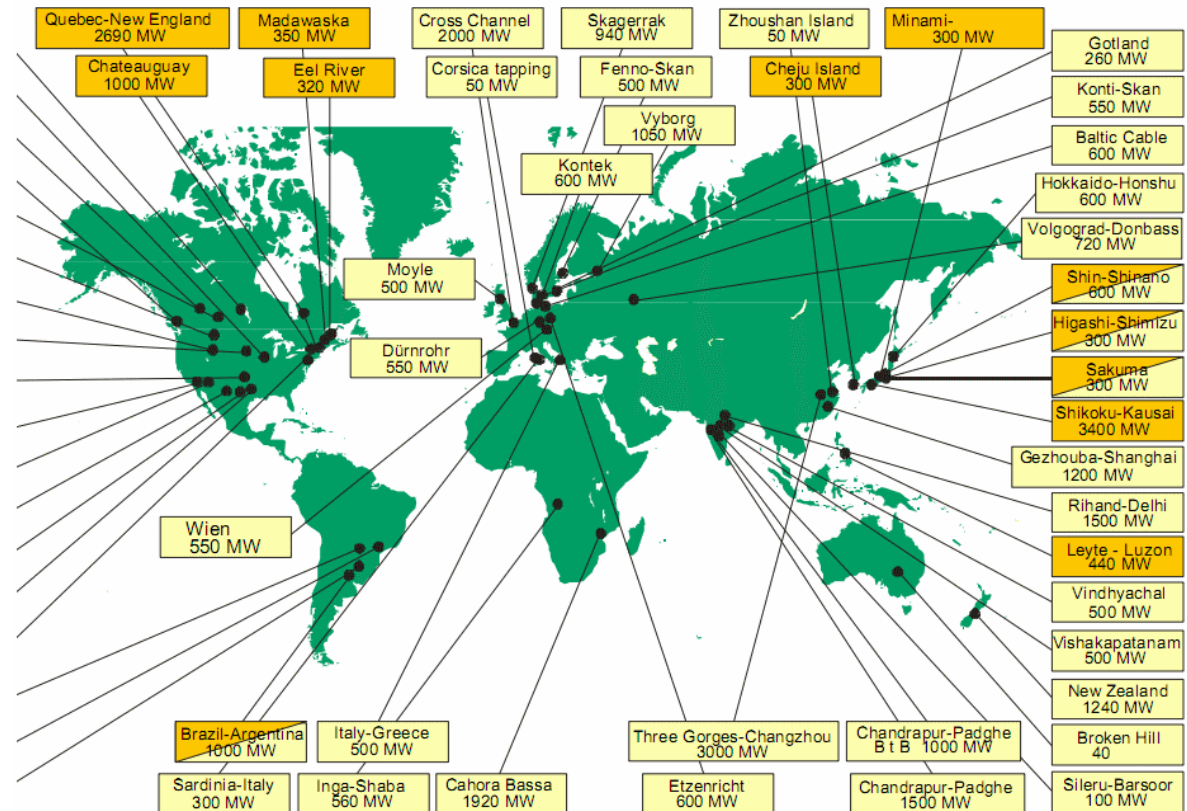 Quebec-New England
2690 MW
Madawaska
350 MW
Cross Channel
2000 MW
Skagerrak
940 MW
Zhoushan Island
50 MW
Minami-
300 MW
Gotland
260 MW
Chateauguay
1000 MW
Eel River
320 MW
Corsica tapping
50 MW
Fenno-Skan
500 MW
Cheju Island
300 MW
Konti-Skan
550 MW
Vyborg
1050 MW
Baltic Cable
600 MW
Kontek
600 MW
Hokkaido-Honshu
600 MW
Volgograd-Donbass
720 MW
Moyle
500 MW
Shin-Shinano
600 MW
Higashi-Shimizu
300 MW
Dürnrohr
550 MW
Sakuma
300 MW
Shikoku-Kausai
3400 MW
Gezhouba-Shanghai
1200 MW
Rihand-Delhi
1500 MW
Wien
550 MW
Leyte - Luzon
440 MW
Vindhyachal
500 MW
Vishakapatanam
500 MW
New Zealand
1240 MW
Brazil-Argentina
1000 MW
Italy-Greece
500 MW
Three Gorges-Changzhou
3000 MW
Chandrapur-Padghe
B t B 1000 MW
Broken Hill
40
Sardinia-Italy
300 MW
Inga-Shaba
560 MW
Cahora Bassa
1920 MW
Etzenricht
600 MW
Chandrapur-Padghe
1500 MW
Sileru-Barsoor
100 MW